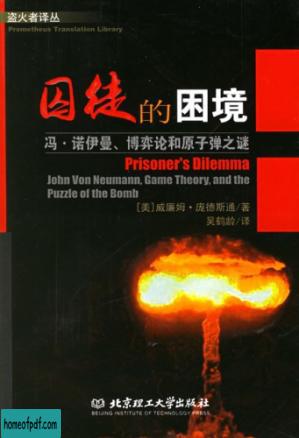 盗火者译丛
Prometheus Translation Library
囚徒的困境
冯·诺伊曼、博弈论和原子弹之谜
Prisoner's Dilemma
John Von Neumann, Game Theory, and the
Puzzle of the Bomb
[美]威廉姆·庞德斯通/著
吴鹤龄/译
北京理工大学出版社
BEIJING INSTITUTE OF TECHNOLOGY PRESS
homeofpdf.com